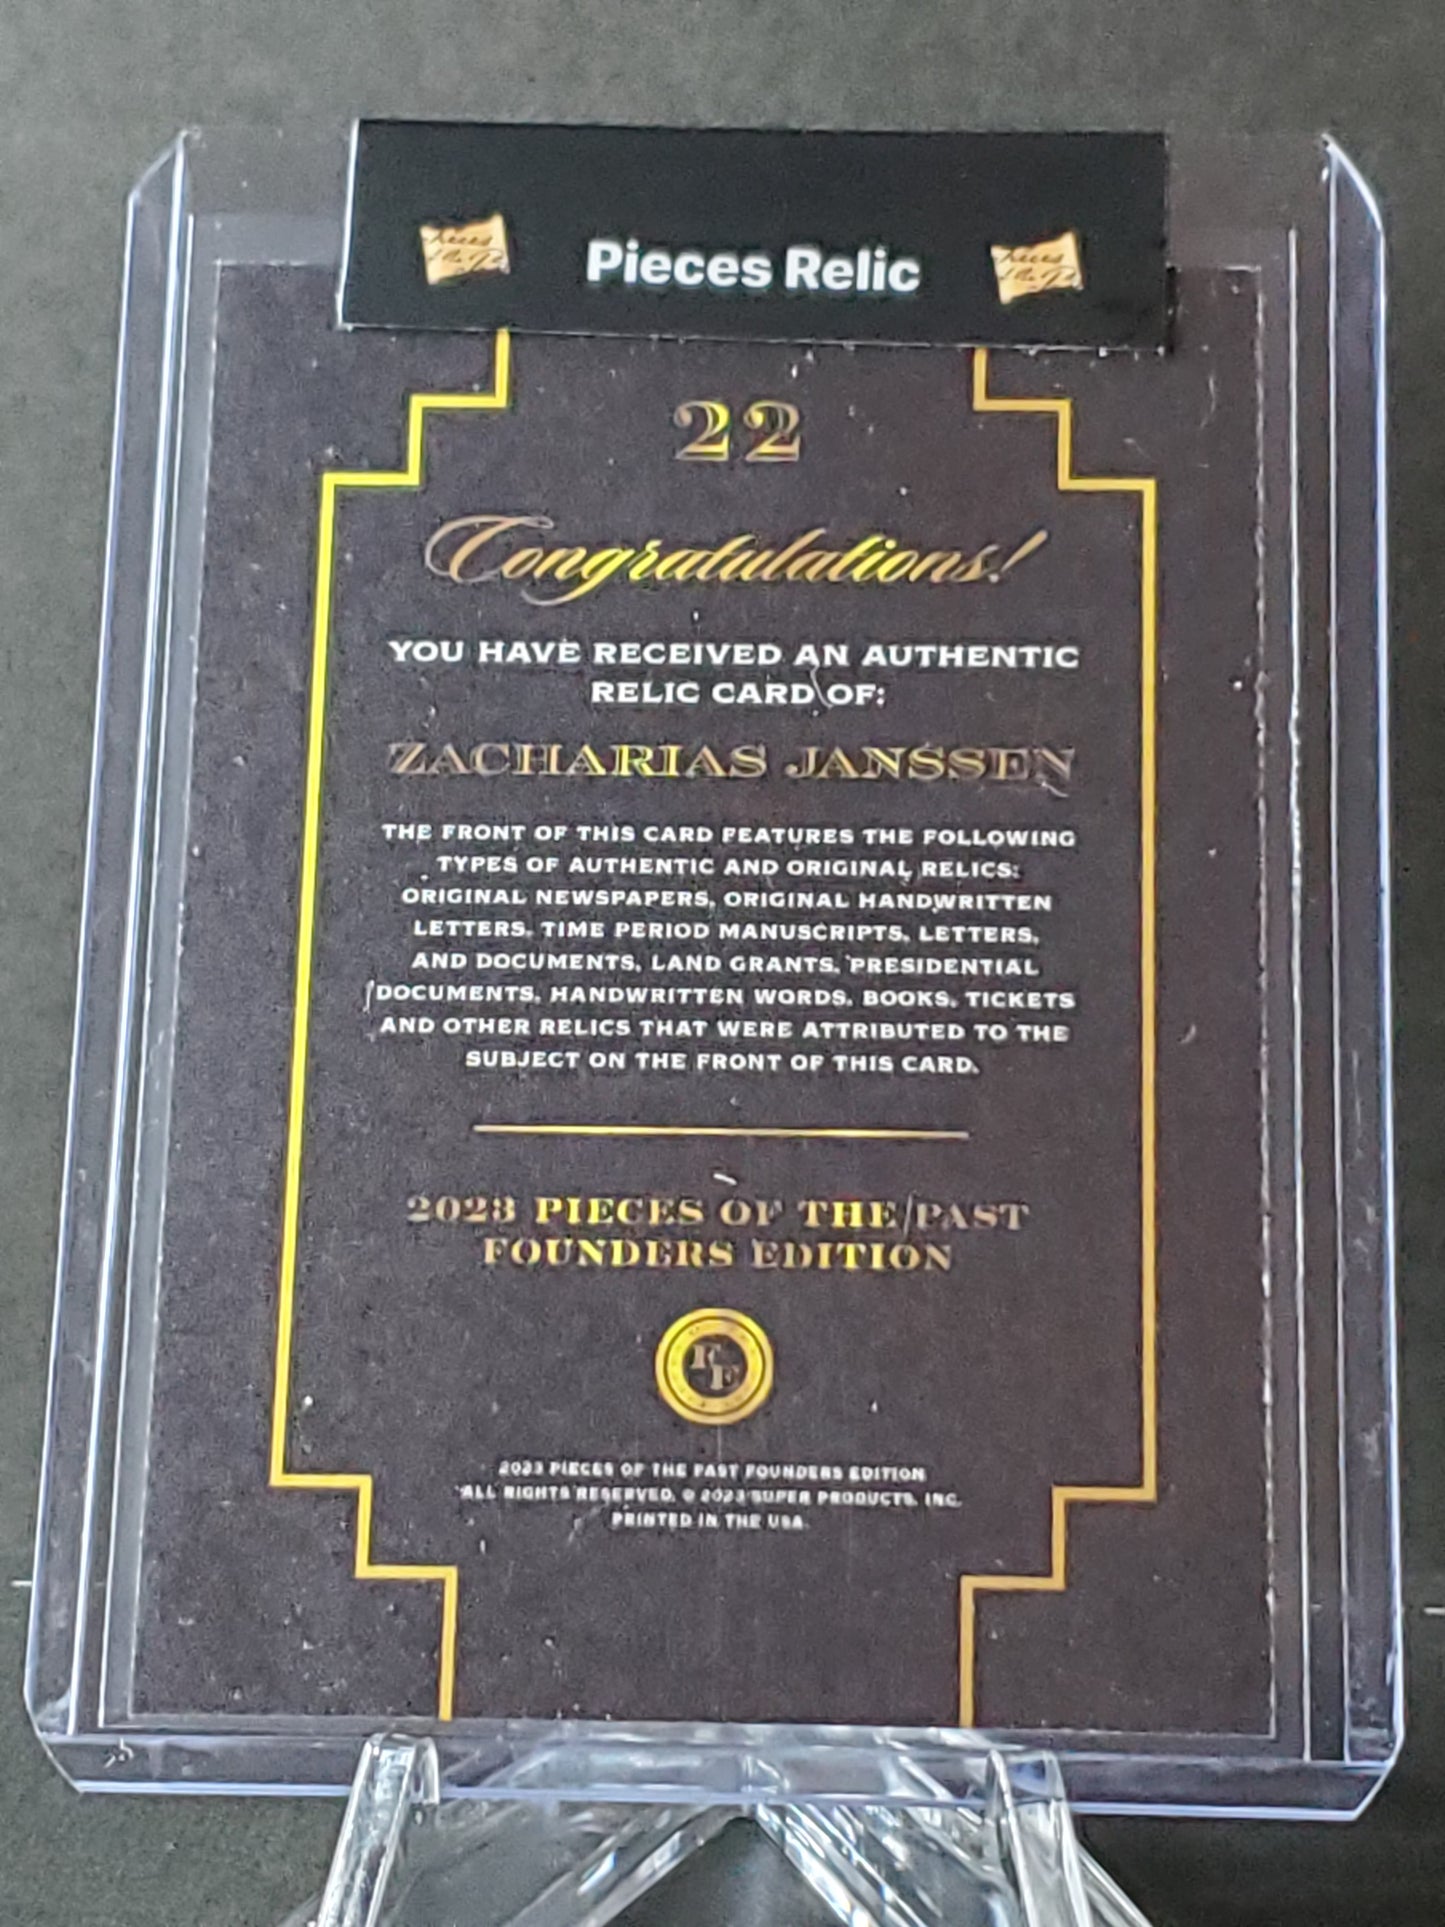 Pieces Relic
22
Congratulations!
YOU HAVE RECEIVED AN AUTHENTIC
RELIC CARD OF:
ZACHARIAS JANSSEN
THE FRONT OF THIS CARD FEATURES THE FOLLOWING
TYPES OF AUTHENTIC AND ORIGINAL RELICS:
ORIGINAL NEWSPAPERS, ORIGINAL HANDWRITTEN
LETTERS, TIME PERIOD MANUSCRIPTS, LETTERS,
AND DOCUMENTS, LAND GRANTS, PRESIDENTIAL
DOCUMENTS, HANDWRITTEN WORDS, BOOKS, TICKETS
AND OTHER RELICS THAT WERE ATTRIBUTED TO THE
SUBJECT ON THE FRONT OF THIS CARD.
2023 PIECES OF THE PAST
FOUNDERS EDITION
FE
2023 PIECES OF THE PAST FOUNDERS EDITION
ALL RIGHTS RESERVED. © 2023 SUPER PRODUCTS, INC.
PRINTED IN THE USA.